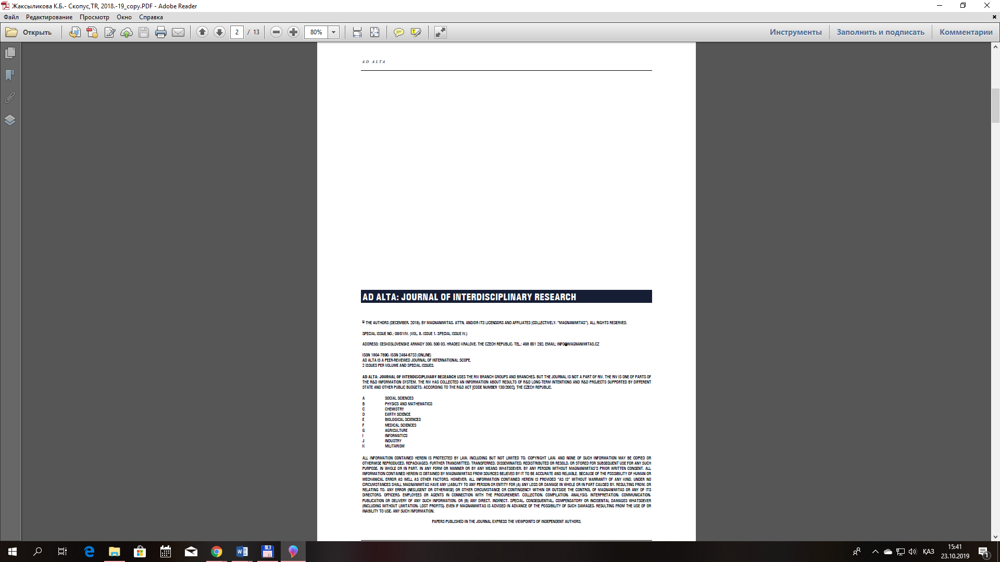 Жаксыликова К.Б.- Скопус,TR, 2018.-19_copy.PDF - Adobe Reader
Файл Редактирование Просмотр Окно Справка
Открыть 2 / 13 80% Инструменты Заполнить и подписать Комментарии
AD ALTA
AD ALTA: JOURNAL OF INTERDISCIPLINARY RESEARCH
© THE AUTHORS (DECEMBER, 2018), BY MAGNANIMITAS, ATTN. AND/OR ITS LICENSORS AND AFFILIATES (COLLECTIVELY, “MAGNANIMITAS”). ALL RIGHTS RESERVED.
SPECIAL ISSUE NO.: 08/01/IV. (VOL. 8, ISSUE 1, SPECIAL ISSUE IV.)
ADDRESS: CESKOSLOVENSKE ARMADY 300, 500 03, HRADEC KRALOVE, THE CZECH REPUBLIC, TEL.: 498 651 292, EMAIL: INFO@MAGNANIMITAS.CZ
ISSN 1804-7890, ISSN 2464-6733 (ONLINE)
AD ALTA IS A PEER-REVIEWED JOURNAL OF INTERNATIONAL SCOPE.
2 ISSUES PER VOLUME AND SPECIAL ISSUES.
AD ALTA: JOURNAL OF INTERDISCIPLINARY RESEARCH USES THE RIV BRANCH GROUPS AND BRANCHES, BUT THE JOURNAL IS NOT A PART OF RIV. THE RIV IS ONE OF PARTS OF
THE R&D INFORMATION SYSTEM. THE RIV HAS COLLECTED AN INFORMATION ABOUT RESULTS OF R&D LONG-TERM INTENTIONS AND R&D PROJECTS SUPPORTED BY DIFFERENT
STATE AND OTHER PUBLIC BUDGETS, ACCORDING TO THE R&D ACT [CODE NUMBER 130/2002], THE CZECH REPUBLIC.
A SOCIAL SCIENCES
B PHYSICS AND MATHEMATICS
C CHEMISTRY
D EARTH SCIENCE
E BIOLOGICAL SCIENCES
F MEDICAL SCIENCES
G AGRICULTURE
I INFORMATICS
J INDUSTRY
K MILITARISM
ALL INFORMATION CONTAINED HEREIN IS PROTECTED BY LAW, INCLUDING BUT NOT LIMITED TO, COPYRIGHT LAW, AND NONE OF SUCH INFORMATION MAY BE COPIED OR
OTHERWISE REPRODUCED, REPACKAGED, FURTHER TRANSMITTED, TRANSFERRED, DISSEMINATED, REDISTRIBUTED OR RESOLD, OR STORED FOR SUBSEQUENT USE FOR ANY SUCH
PURPOSE, IN WHOLE OR IN PART, IN ANY FORM OR MANNER OR BY ANY MEANS WHATSOEVER, BY ANY PERSON WITHOUT MAGNANIMITAS'S PRIOR WRITTEN CONSENT. ALL
INFORMATION CONTAINED HEREIN IS OBTAINED BY MAGNANIMITAS FROM SOURCES BELIEVED BY IT TO BE ACCURATE AND RELIABLE. BECAUSE OF THE POSSIBILITY OF HUMAN OR
MECHANICAL ERROR AS WELL AS OTHER FACTORS, HOWEVER, ALL INFORMATION CONTAINED HEREIN IS PROVIDED “AS IS” WITHOUT WARRANTY OF ANY KIND. UNDER NO
CIRCUMSTANCES SHALL MAGNANIMITAS HAVE ANY LIABILITY TO ANY PERSON OR ENTITY FOR (A) ANY LOSS OR DAMAGE IN WHOLE OR IN PART CAUSED BY, RESULTING FROM, OR
RELATING TO, ANY ERROR (NEGLIGENT OR OTHERWISE) OR OTHER CIRCUMSTANCE OR CONTINGENCY WITHIN OR OUTSIDE THE CONTROL OF MAGNANIMITAS OR ANY OF ITS
DIRECTORS, OFFICERS, EMPLOYEES OR AGENTS IN CONNECTION WITH THE PROCUREMENT, COLLECTION, COMPILATION, ANALYSIS, INTERPRETATION, COMMUNICATION,
PUBLICATION OR DELIVERY OF ANY SUCH INFORMATION, OR (B) ANY DIRECT, INDIRECT, SPECIAL, CONSEQUENTIAL, COMPENSATORY OR INCIDENTAL DAMAGES WHATSOEVER
(INCLUDING WITHOUT LIMITATION, LOST PROFITS), EVEN IF MAGNANIMITAS IS ADVISED IN ADVANCE OF THE POSSIBILITY OF SUCH DAMAGES, RESULTING FROM THE USE OF OR
INABILITY TO USE, ANY SUCH INFORMATION.
PAPERS PUBLISHED IN THE JOURNAL EXPRESS THE VIEWPOINTS OF INDEPENDENT AUTHORS.
ҚАЗ 15:41
23.10.2019 1